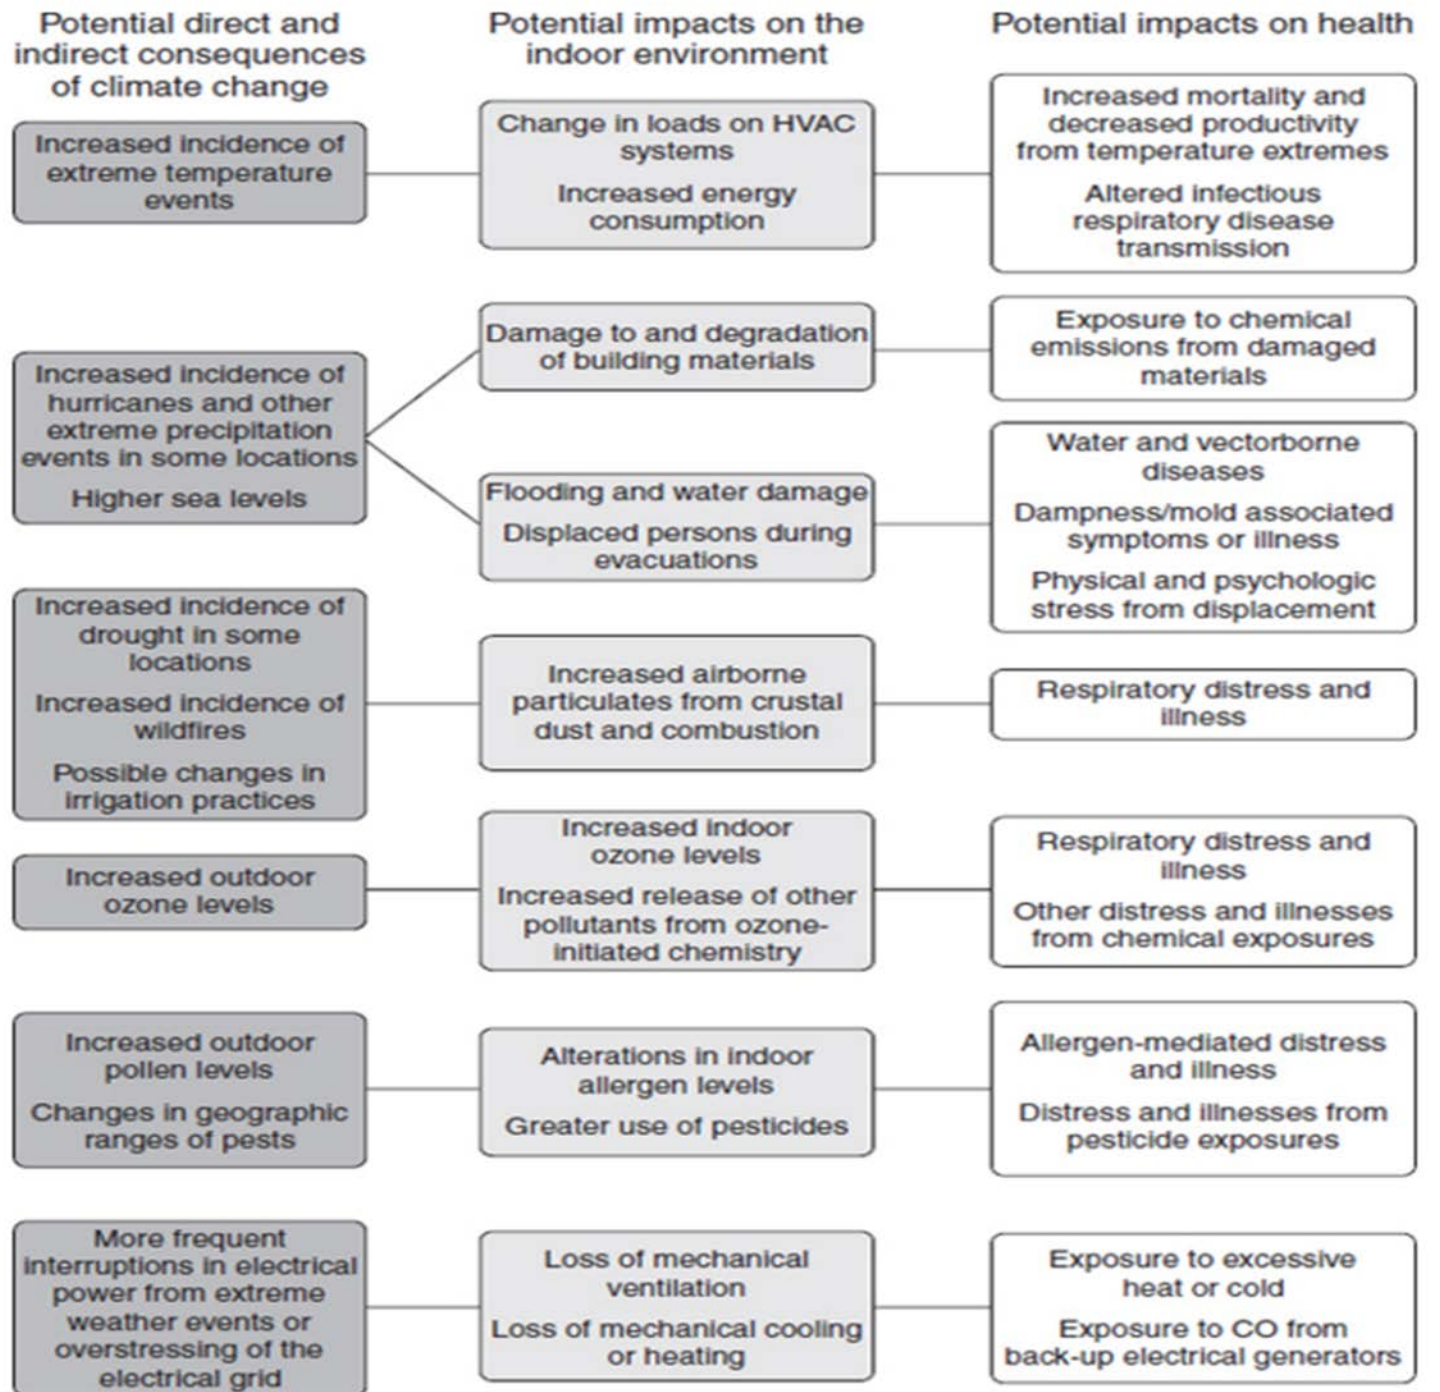 Potential direct and
indirect consequences
of climate change
Potential impacts on the
indoor environment
Potential impacts on health
Increased incidence of
extreme temperature
events
Change in loads on HVAC
systems
Increased energy
consumption
Increased mortality and
decreased productivity
from temperature extremes
Altered infectious
respiratory disease
transmission
Increased incidence of
hurricanes and other
extreme precipitation
events in some locations
Higher sea levels
Damage to and degradation
of building materials
Exposure to chemical
emissions from damaged
materials
Flooding and water damage
Displaced persons during
evacuations
Water and vectorborne
diseases
Dampness/mold associated
symptoms or illness
Physical and psychologic
stress from displacement
Increased incidence of
drought in some
locations
Increased incidence of
wildfires
Possible changes in
irrigation practices
Increased airborne
particulates from crustal
dust and combustion
Respiratory distress and
illness
Increased outdoor
ozone levels
Increased indoor
ozone levels
Increased release of other
pollutants from ozone-
initiated chemistry
Respiratory distress and
illness
Other distress and illnesses
from chemical exposures
Increased outdoor
pollen levels
Changes in geographic
ranges of pests
Alterations in indoor
allergen levels
Greater use of pesticides
Allergen-mediated distress
and illness
Distress and illnesses from
pesticide exposures
More frequent
interruptions in electrical
power from extreme
weather events or
overstressing of the
electrical grid
Loss of mechanical
ventilation
Loss of mechanical cooling
or heating
Exposure to excessive
heat or cold
Exposure to CO from
back-up electrical generators